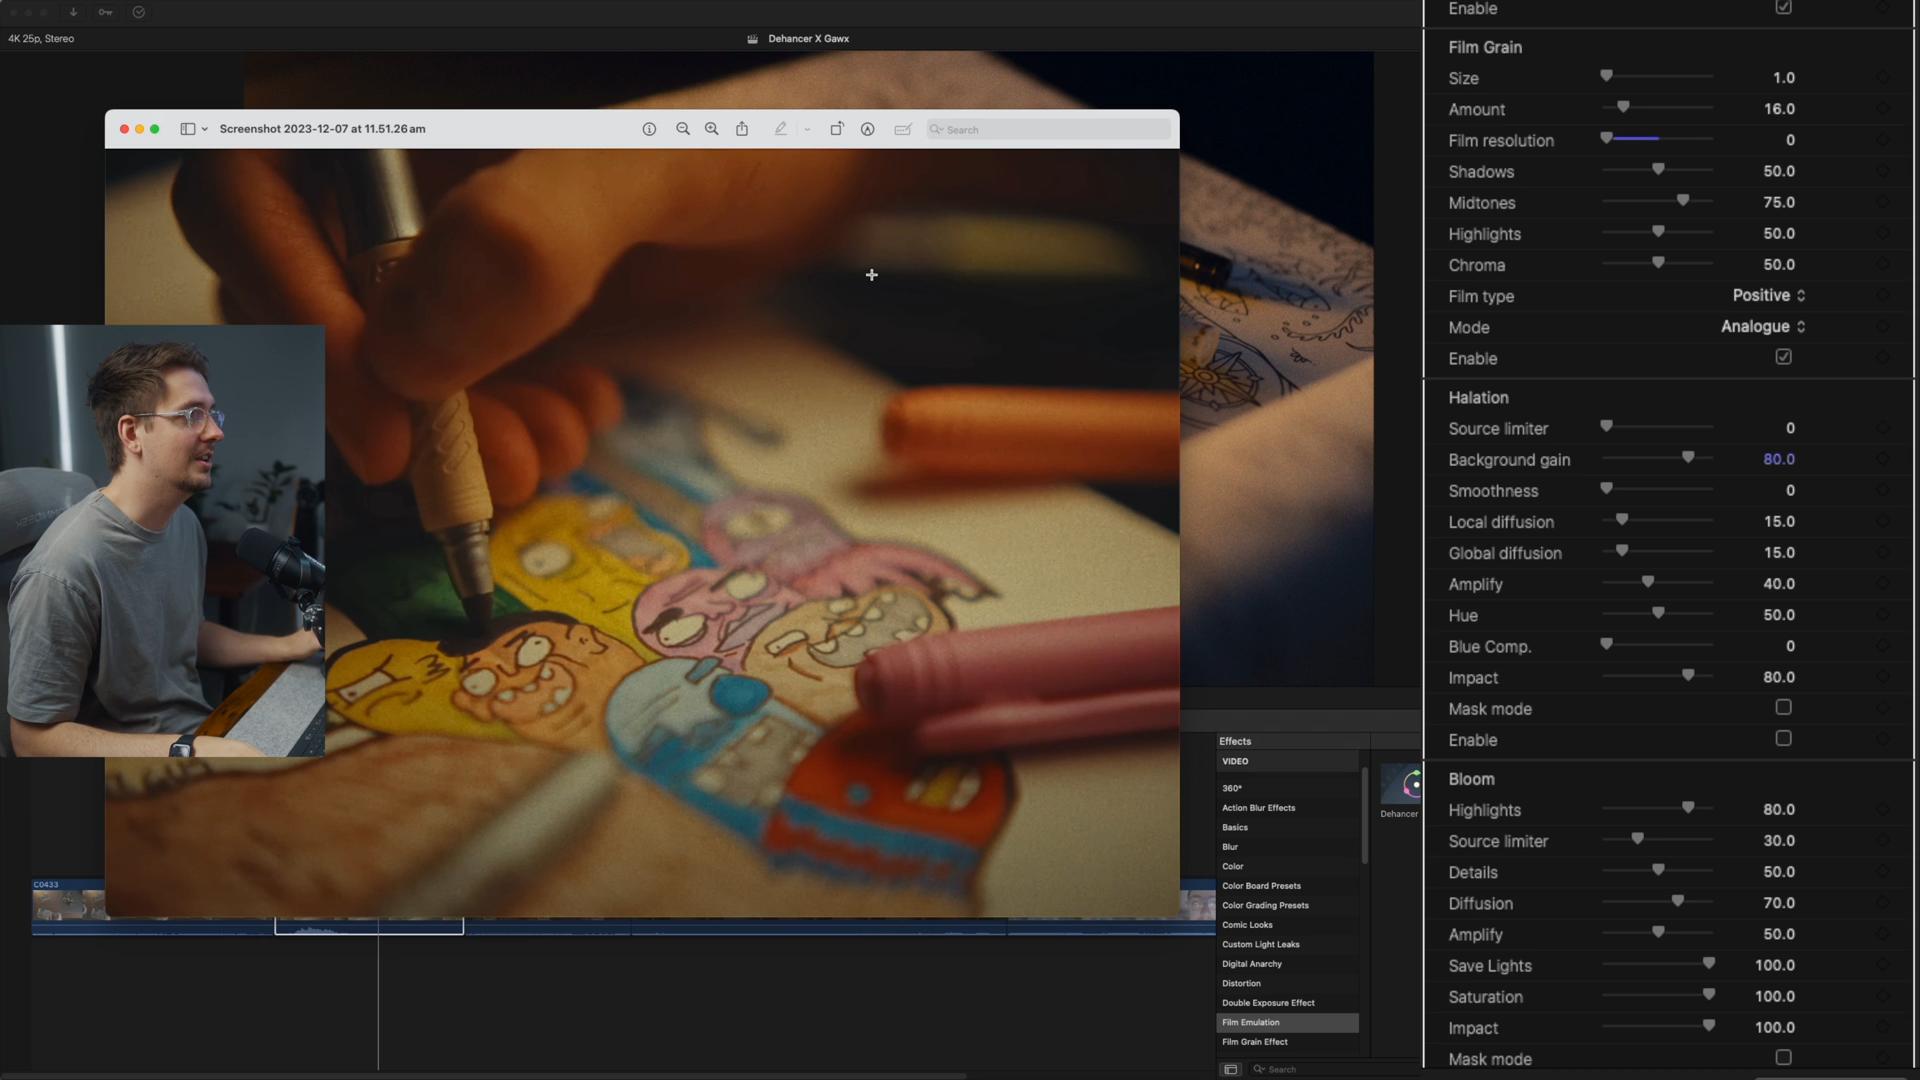 4K 25p, Stereo
Dehancer X Gawx
Screenshot 2023-12-07 at 11.51.26 am
Search
C0433
Effects
VIDEO
360°
Action Blur Effects
Basics
Blur
Color
Color Board Presets
Color Grading Presets
Comic Looks
Custom Light Leaks
Digital Anarchy
Distortion
Double Exposure Effect
Film Emulation
Film Grain Effect
Search
Dehancer
Enable
Film Grain
Size 1.0
Amount 16.0
Film resolution 0
Shadows 50.0
Midtones 75.0
Highlights 50.0
Chroma 50.0
Film type Positive
Mode Analogue
Enable
Halation
Source limiter 0
Background gain 80.0
Smoothness 0
Local diffusion 15.0
Global diffusion 15.0
Amplify 40.0
Hue 50.0
Blue Comp. 0
Impact 80.0
Mask mode
Enable
Bloom
Highlights 80.0
Source limiter 30.0
Details 50.0
Diffusion 70.0
Amplify 50.0
Save Lights 100.0
Saturation 100.0
Impact 100.0
Mask mode